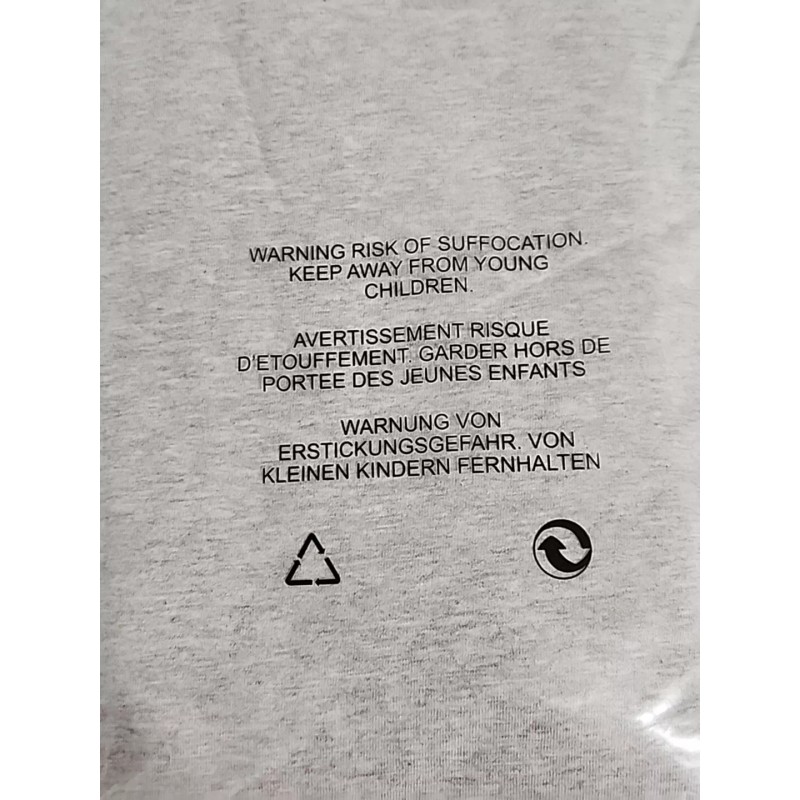 WARNING RISK OF SUFFOCATION.
KEEP AWAY FROM YOUNG
CHILDREN.
AVERTISSEMENT RISQUE
D'ETOUFFEMENT. GARDER HORS DE
PORTEE DES JEUNES ENFANTS
WARNUNG VON
ERSTICKUNGSGEFAHR. VON
KLEINEN KINDERN FERNHALTEN